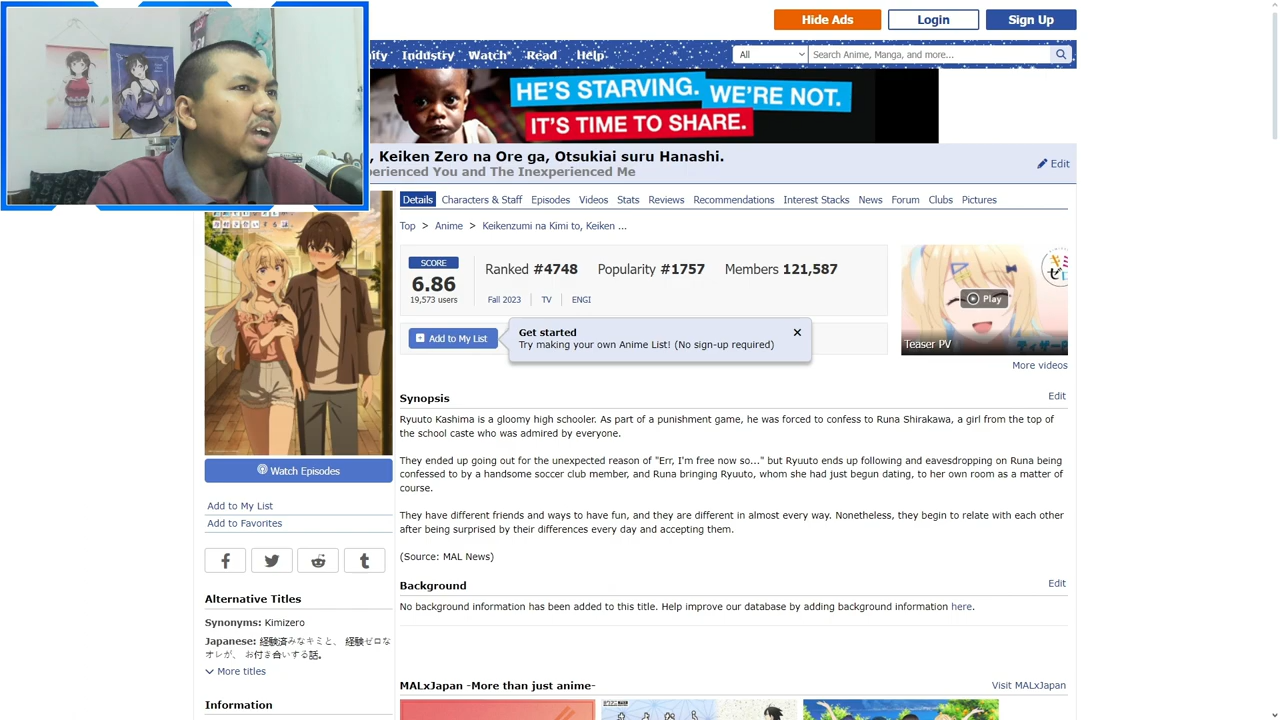 Hide Ads
Login
Sign Up
Industry
Watch
Read
Help
All
Search Anime, Manga, and more...
HE'S STARVING. WE'RE NOT.
IT'S TIME TO SHARE.
, Keiken Zero na Ore ga, Otsukiai suru Hanashi.
perienced You and The Inexperienced Me
Edit
Details
Characters & Staff
Episodes
Videos
Stats
Reviews
Recommendations
Interest Stacks
News
Forum
Clubs
Pictures
Top > Anime > Keikenzumi na Kimi to, Keiken ...
SCORE
6.86
19,573 users
Ranked #4748
Popularity #1757
Members 121,587
Fall 2023
TV
ENGI
Play
Teaser PV
More videos
Add to My List
Get started
Try making your own Anime List! (No sign-up required)
Synopsis
Edit
Ryuuto Kashima is a gloomy high schooler. As part of a punishment game, he was forced to confess to Runa Shirakawa, a girl from the top of
the school caste who was admired by everyone.
They ended up going out for the unexpected reason of "Err, I'm free now so..." but Ryuuto ends up following and eavesdropping on Runa being
confessed to by a handsome soccer club member, and Runa bringing Ryuuto, whom she had just begun dating, to her own room as a matter of
course.
They have different friends and ways to have fun, and they are different in almost every way. Nonetheless, they begin to relate with each other
after being surprised by their differences every day and accepting them.
(Source: MAL News)
Background
Edit
No background information has been added to this title. Help improve our database by adding background information here.
MALxJapan -More than just anime-
Visit MALxJapan
Watch Episodes
Add to My List
Add to Favorites
Alternative Titles
Synonyms: Kimizero
Japanese: 経験済みなキミと、 経験ゼロな
オレが、 お付き合いする話。
More titles
Information